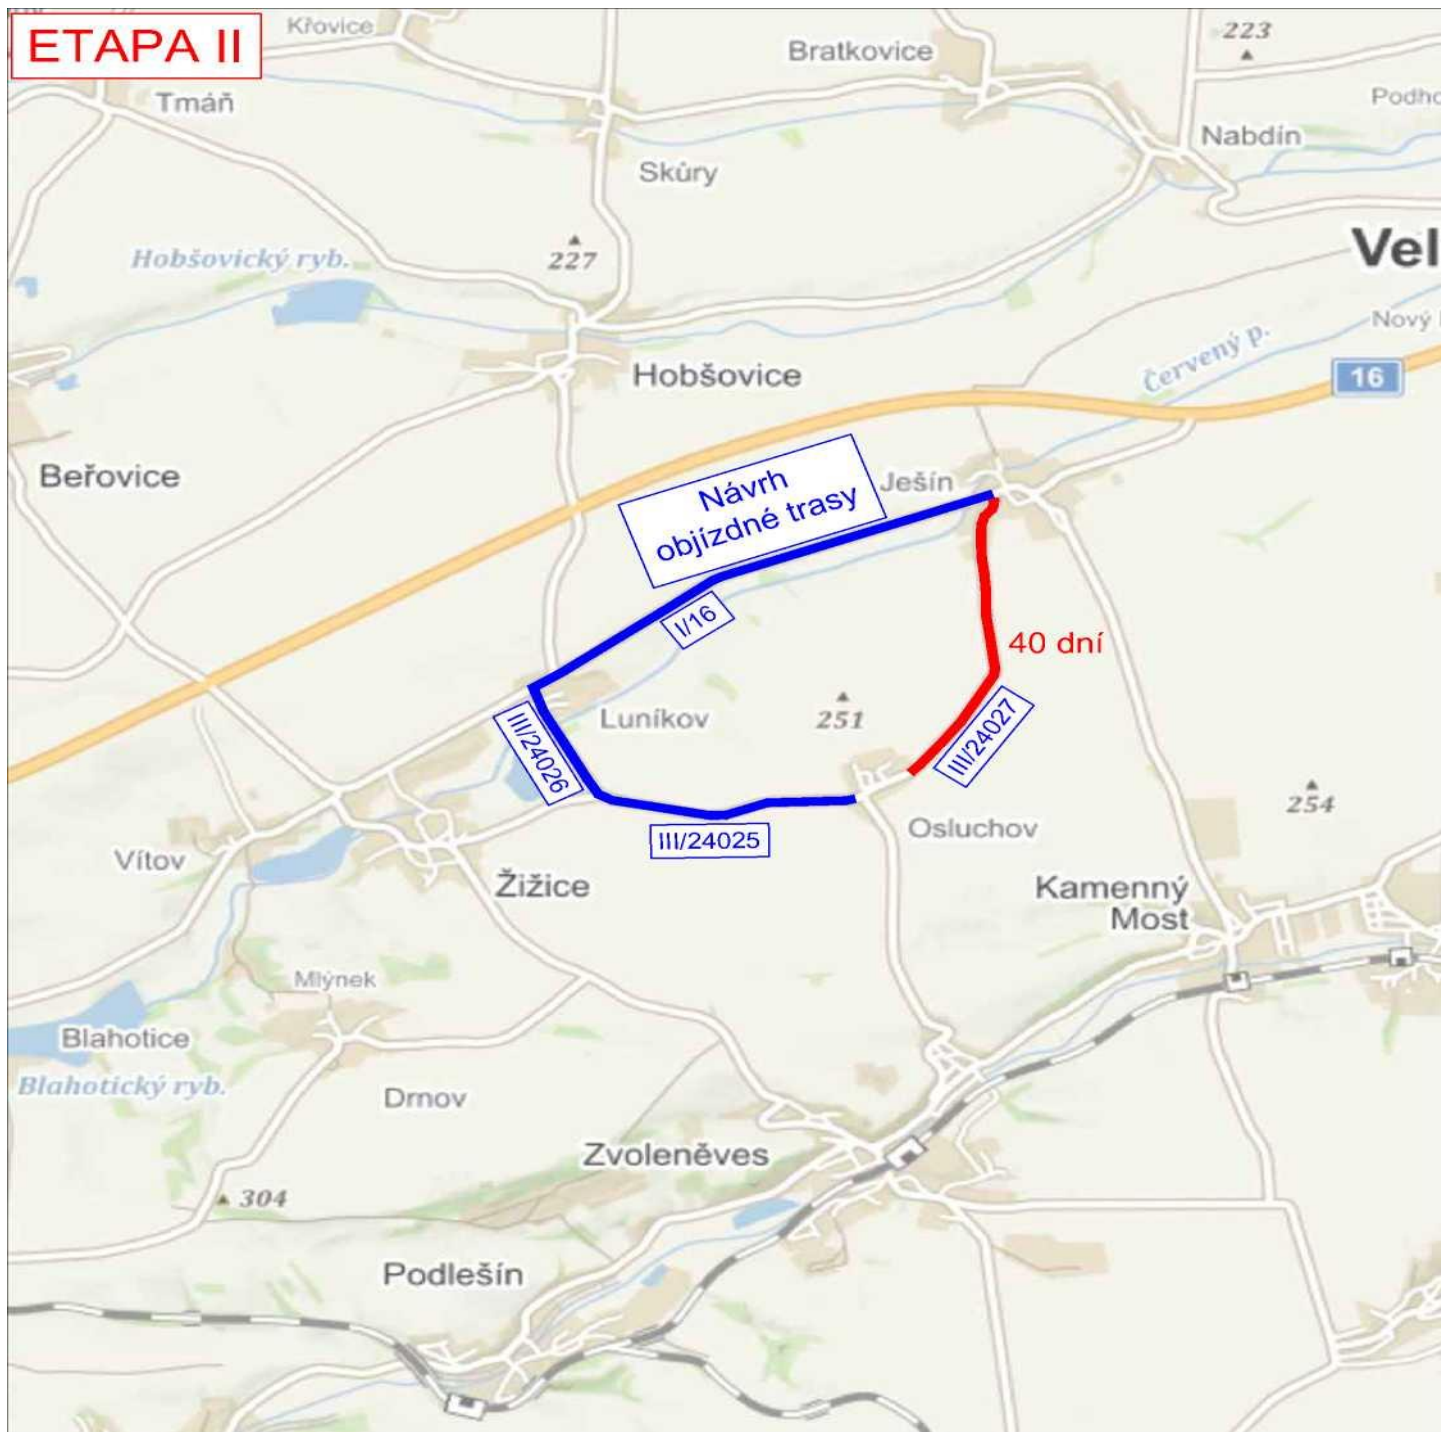 ETAPA II
Křovice
Bratkovice
223
Tmáň
Podho
Nabdín
Skůry
Hobšovický ryb.
227
Vel
Nový
Červený p.
Hobšovice
16
Beřovice
Ješín
Návrh
objízdné trasy
I/16
40 dní
251
Luníkov
III/24026
III/24027
254
Osluchov
III/24025
Vítov
Žižice
Kamenný
Most
Mlýnek
Blahotice
Blahotický ryb.
Drnov
Zvoleněves
304
Podlešín